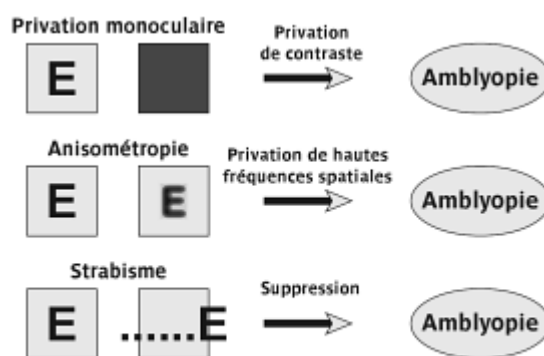 Privation monoculaire
E
Privation
de contraste
Amblyopie
Anisométropie
E E
Privation de hautes
fréquences spatiales
Amblyopie
Strabisme
E ......E
Suppression
Amblyopie